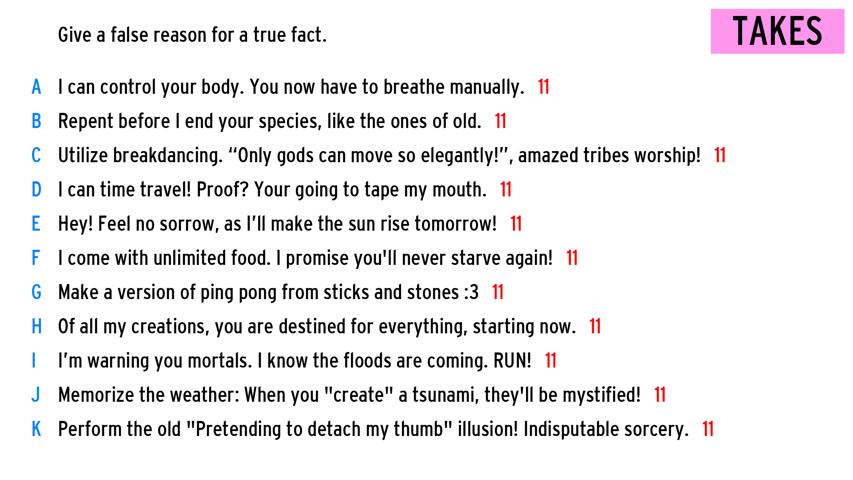 Give a false reason for a true fact.
TAKES
A I can control your body. You now have to breathe manually. 11
B Repent before I end your species, like the ones of old. 11
C Utilize breakdancing. “Only gods can move so elegantly!”, amazed tribes worship! 11
D I can time travel! Proof? Your going to tape my mouth. 11
E Hey! Feel no sorrow, as I’ll make the sun rise tomorrow! 11
F I come with unlimited food. I promise you'll never starve again! 11
G Make a version of ping pong from sticks and stones :3 11
H Of all my creations, you are destined for everything, starting now. 11
I I’m warning you mortals. I know the floods are coming. RUN! 11
J Memorize the weather: When you "create" a tsunami, they'll be mystified! 11
K Perform the old "Pretending to detach my thumb" illusion! Indisputable sorcery. 11